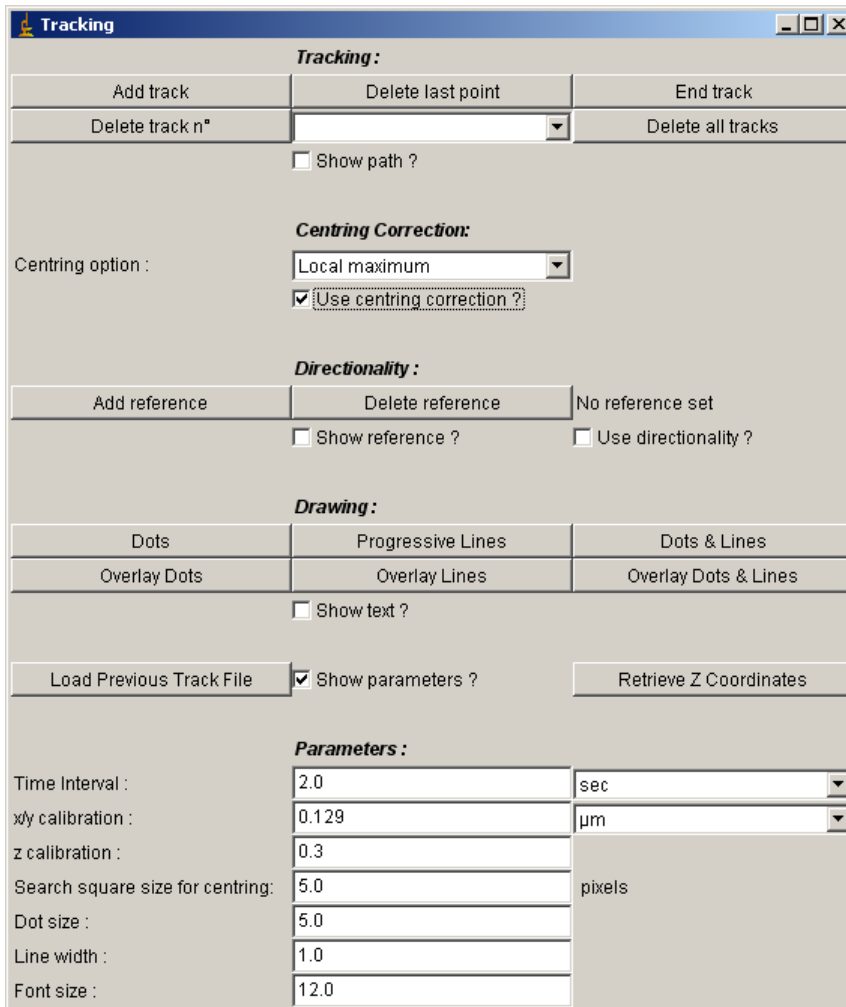 Tracking
Tracking :
Add track Delete last point End track
Delete track n° Delete all tracks
Show path ?
Centring Correction:
Centring option : Local maximum
Use centring correction ?
Directionality :
Add reference Delete reference No reference set
Show reference ? Use directionality ?
Drawing :
Dots Progressive Lines Dots & Lines
Overlay Dots Overlay Lines Overlay Dots & Lines
Show text ?
Load Previous Track File Show parameters ? Retrieve Z Coordinates
Parameters :
Time Interval : 2.0 sec
x/y calibration : 0.129 µm
z calibration : 0.3
Search square size for centring: 5.0 pixels
Dot size : 5.0
Line width : 1.0
Font size : 12.0